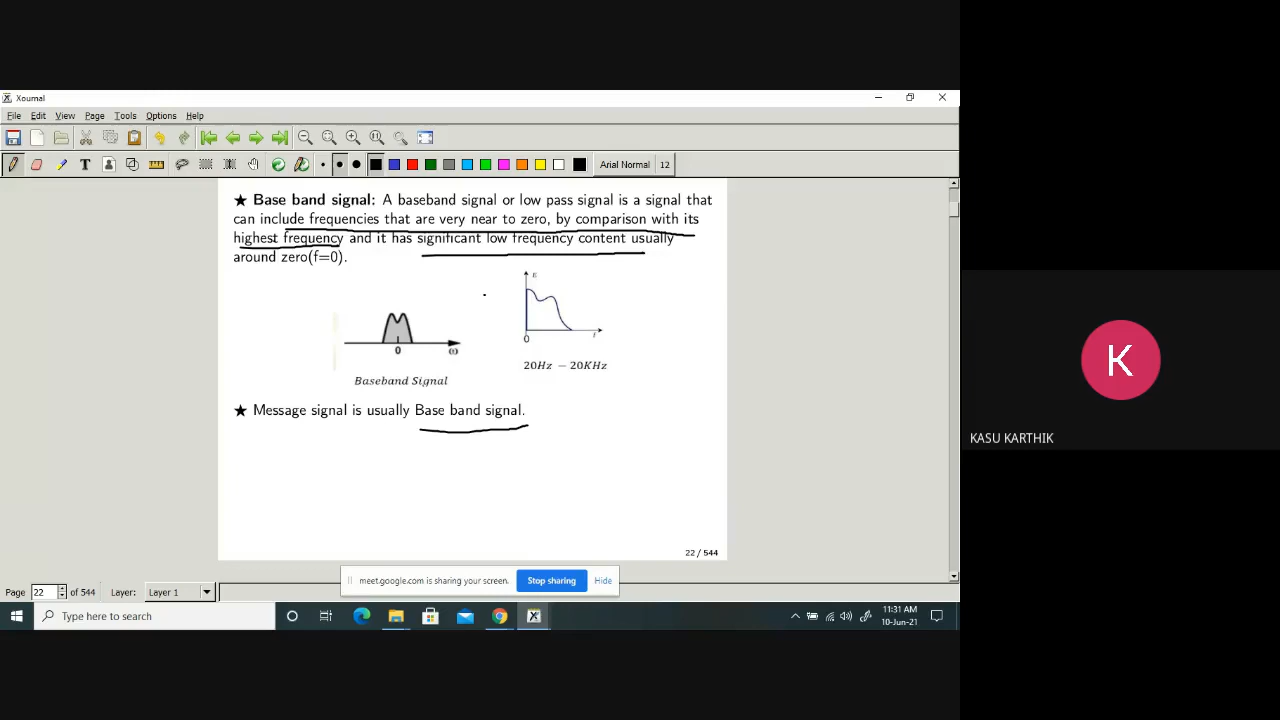 Xournal
File Edit View Page Tools Options Help
Arial Normal 12
★ Base band signal: A baseband signal or low pass signal is a signal that
can include frequencies that are very near to zero, by comparison with its
highest frequency and it has significant low frequency content usually
around zero(f=0).
E
0 ω
0 f
20Hz − 20KHz
Baseband Signal
★ Message signal is usually Base band signal.
22 / 544
K
KASU KARTHIK
meet.google.com is sharing your screen. Stop sharing Hide
Page 22 of 544 Layer: Layer 1
Type here to search
11:31 AM
10-Jun-21